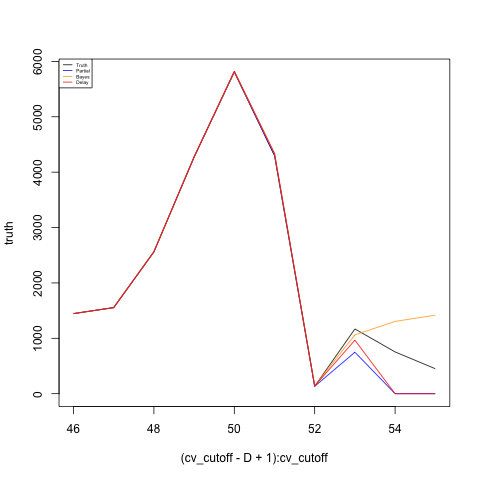 Truth
Partial
Bayes
Delay
truth
0
1000
2000
3000
4000
5000
6000
46
48
50
52
54
(cv_cutoff - D + 1):cv_cutoff